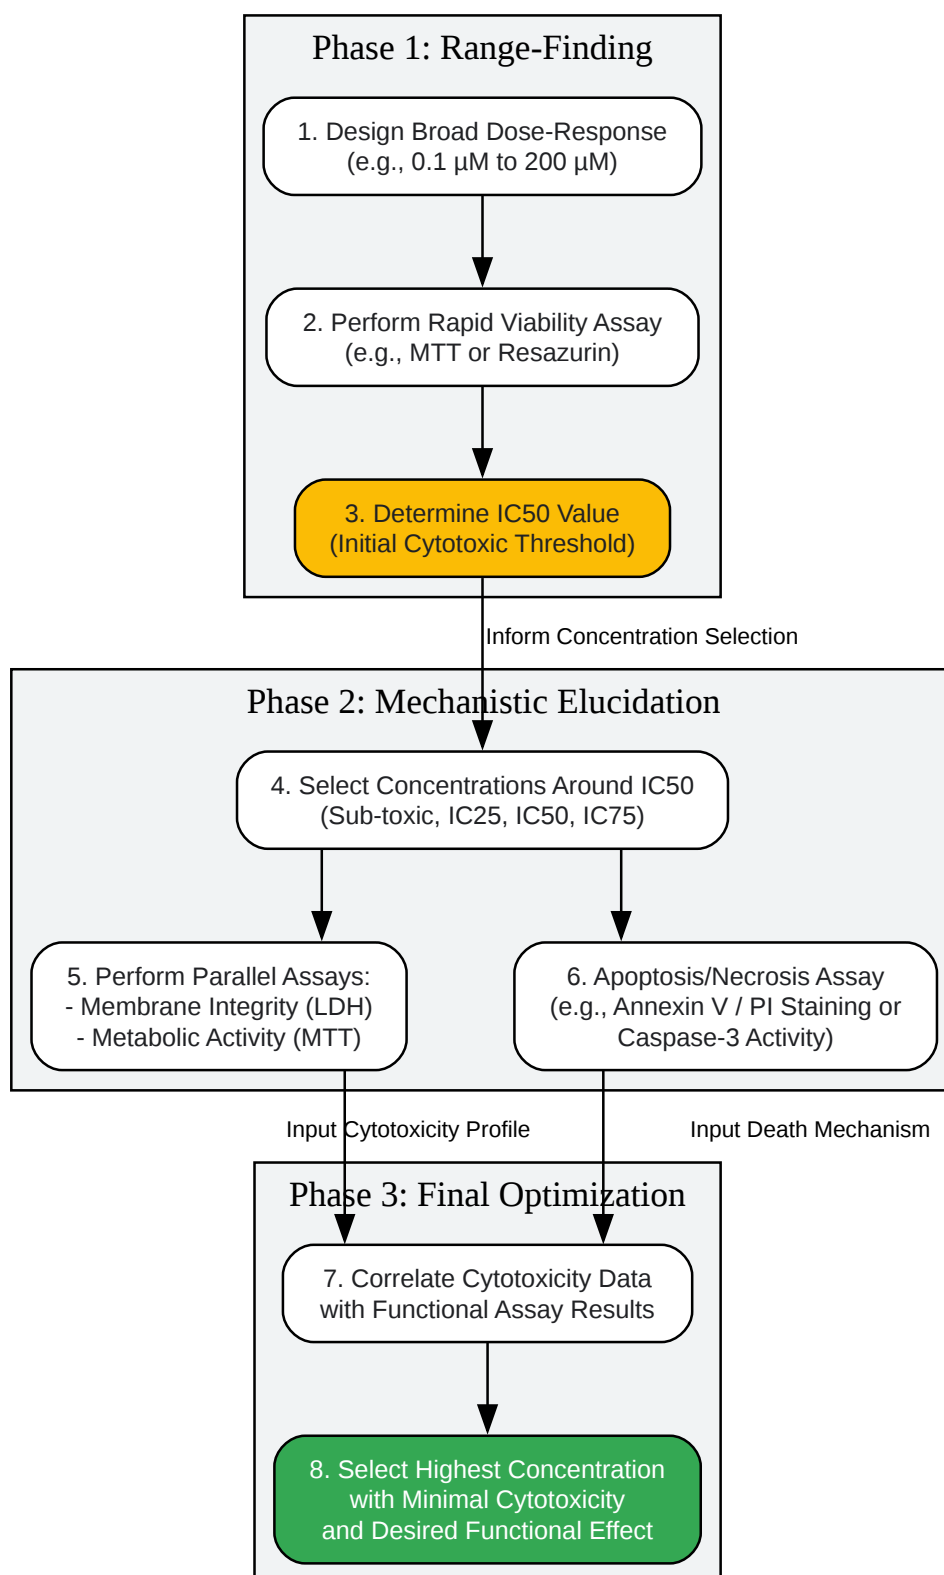 Phase 1: Range-Finding
1. Design Broad Dose-Response
(e.g., 0.1 µM to 200 µM)
2. Perform Rapid Viability Assay
(e.g., MTT or Resazurin)
3. Determine IC50 Value
(Initial Cytotoxic Threshold)
Inform Concentration Selection
Phase 2: Mechanistic Elucidation
4. Select Concentrations Around IC50
(Sub-toxic, IC25, IC50, IC75)
5. Perform Parallel Assays:
- Membrane Integrity (LDH)
- Metabolic Activity (MTT)
6. Apoptosis/Necrosis Assay
(e.g., Annexin V / PI Staining or
Caspase-3 Activity)
Input Cytotoxicity Profile
Input Death Mechanism
Phase 3: Final Optimization
7. Correlate Cytotoxicity Data
with Functional Assay Results
8. Select Highest Concentration
with Minimal Cytotoxicity
and Desired Functional Effect